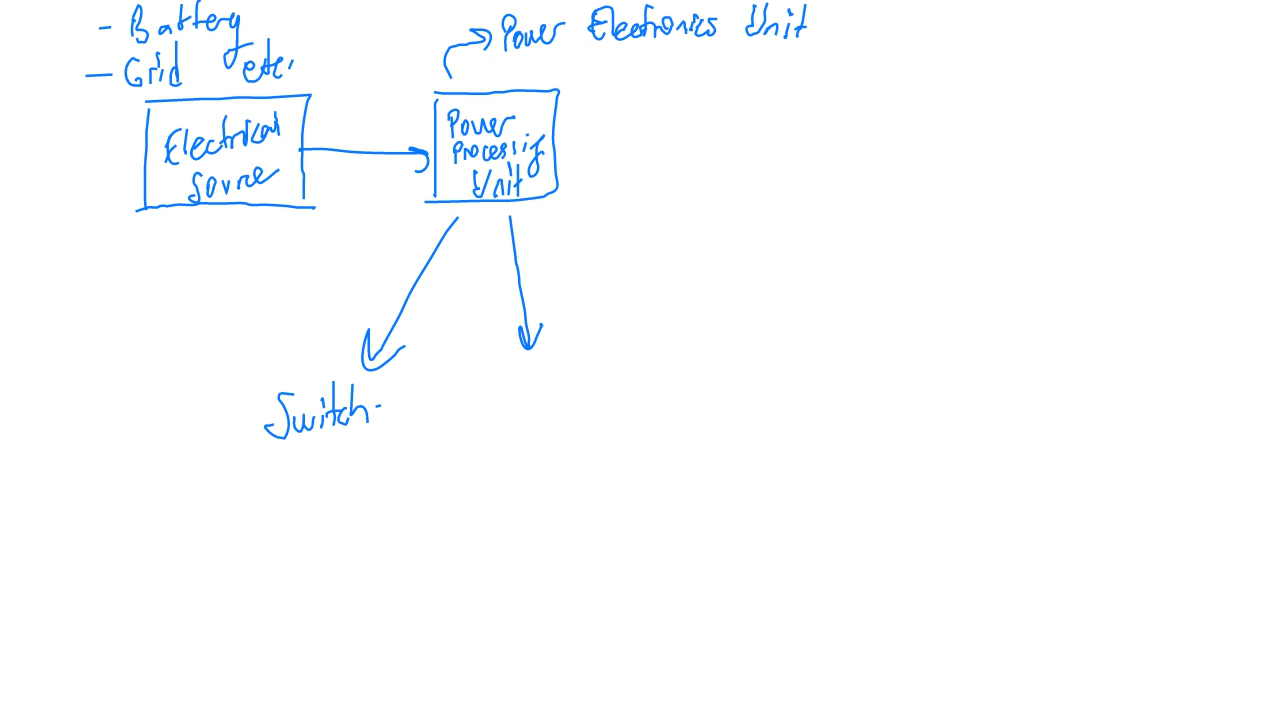 - Battery
- Grid etc.
Power Electronics Unit
Electrical
Source
Power
Processing
Unit
Switch-